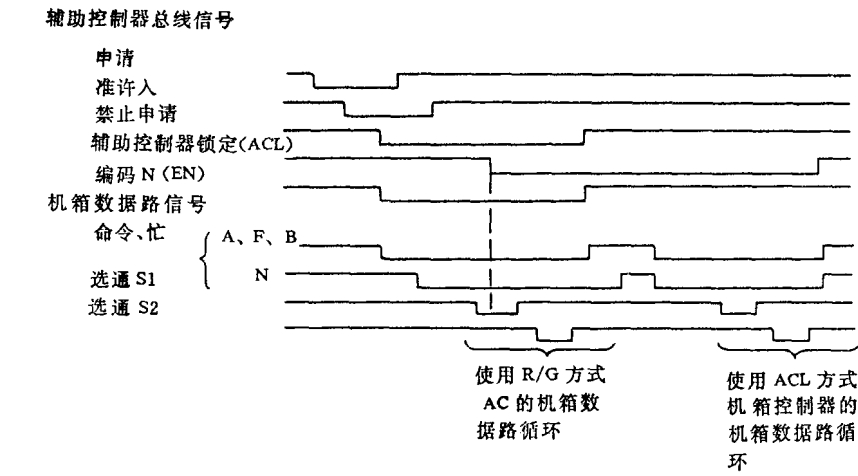 辅助控制器总线信号
申请
准许入
禁止申请
辅助控制器锁定(ACL)
编码 N (EN)
机箱数据路信号
命令、忙
A、F、B
选通 S1
N
选通 S2
使用 R/G 方式
AC 的机箱数
据路循环
使用 ACL 方式
机箱控制器的
机箱数据路循
环